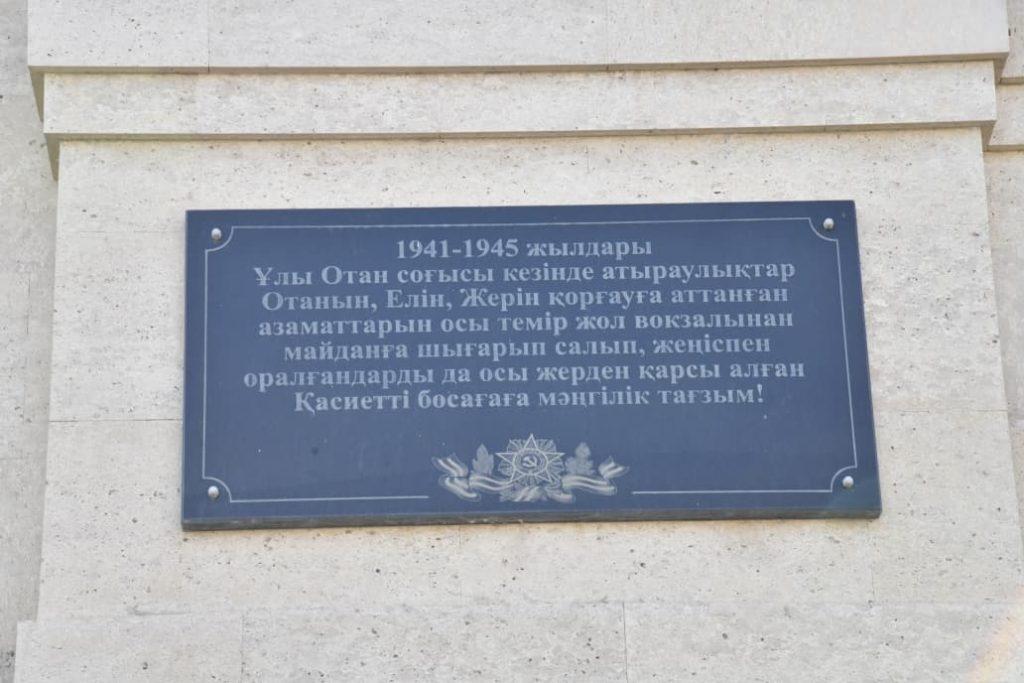 1941-1945 жылдары
Ұлы Отан соғысы кезінде атыраулықтар
Отанын, Елін, Жерін қорғауға аттанған
азаматтарын осы темір жол вокзалынан
майданға шығарып салып, жеңіспен
оралғандарды да осы жерден қарсы алған
Қасиетті босағаға мәңгілік тағзым!